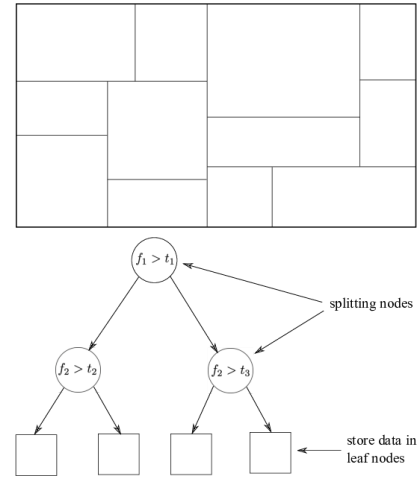 f₁ > t₁
splitting nodes
f₂ > t₂
f₂ > t₃
store data in
leaf nodes